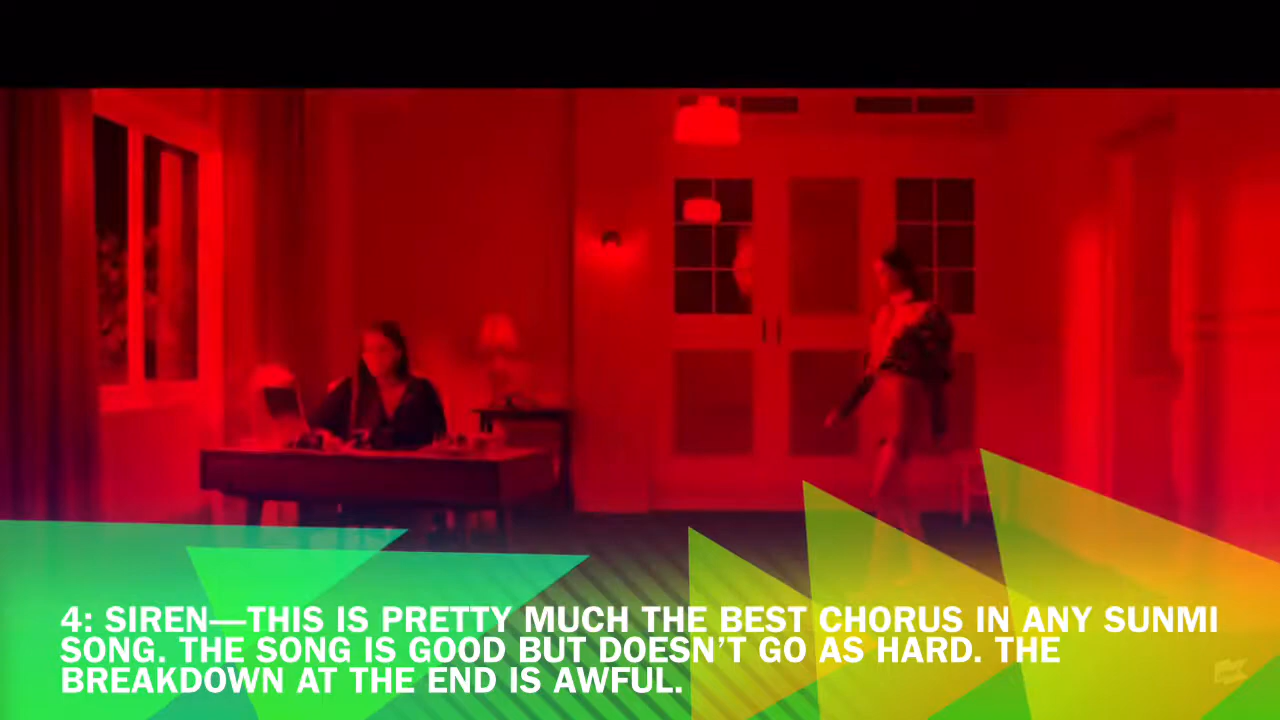 4: SIREN—THIS IS PRETTY MUCH THE BEST CHORUS IN ANY SUNMI
SONG. THE SONG IS GOOD BUT DOESN'T GO AS HARD. THE
BREAKDOWN AT THE END IS AWFUL.